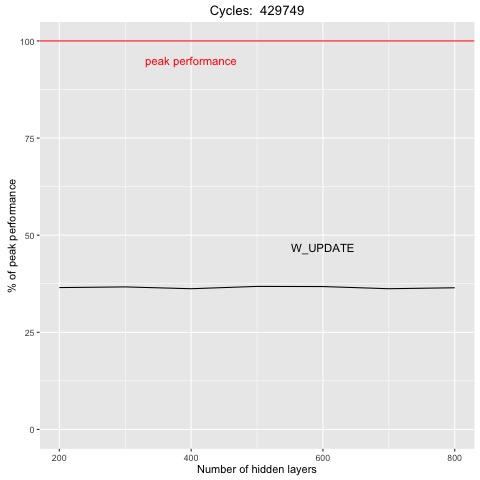 Cycles:  429749
100
peak performance
75
% of peak performance
50
W_UPDATE
25
0
200
400
600
800
Number of hidden layers